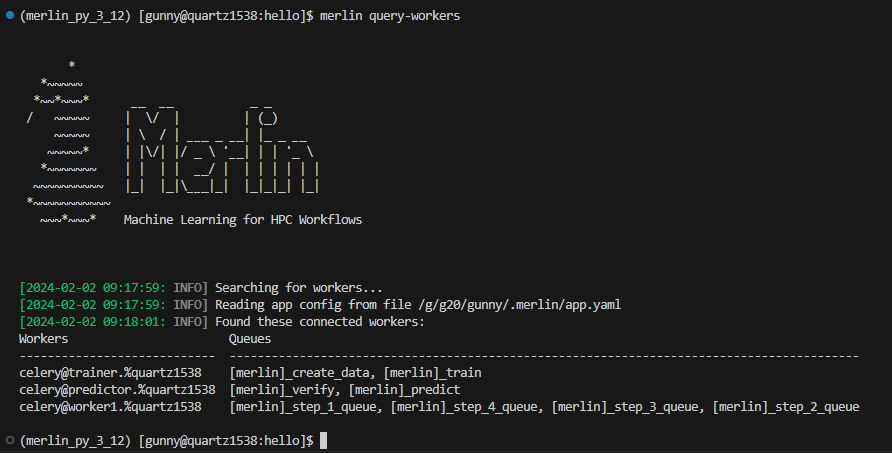 (merlin_py_3_12) [gunny@quartz1538:hello]$ merlin query-workers
Merlin
Machine Learning for HPC Workflows
[2024-02-02 09:17:59: INFO] Searching for workers...
[2024-02-02 09:17:59: INFO] Reading app config from file /g/g20/gunny/.merlin/app.yaml
[2024-02-02 09:18:01: INFO] Found these connected workers:
Workers Queues
---------------------------- ------------------------------------------------------------------------------------------
celery@trainer.%quartz1538 [merlin]_create_data, [merlin]_train
celery@predictor.%quartz1538 [merlin]_verify, [merlin]_predict
celery@worker1.%quartz1538 [merlin]_step_1_queue, [merlin]_step_4_queue, [merlin]_step_3_queue, [merlin]_step_2_queue
(merlin_py_3_12) [gunny@quartz1538:hello]$